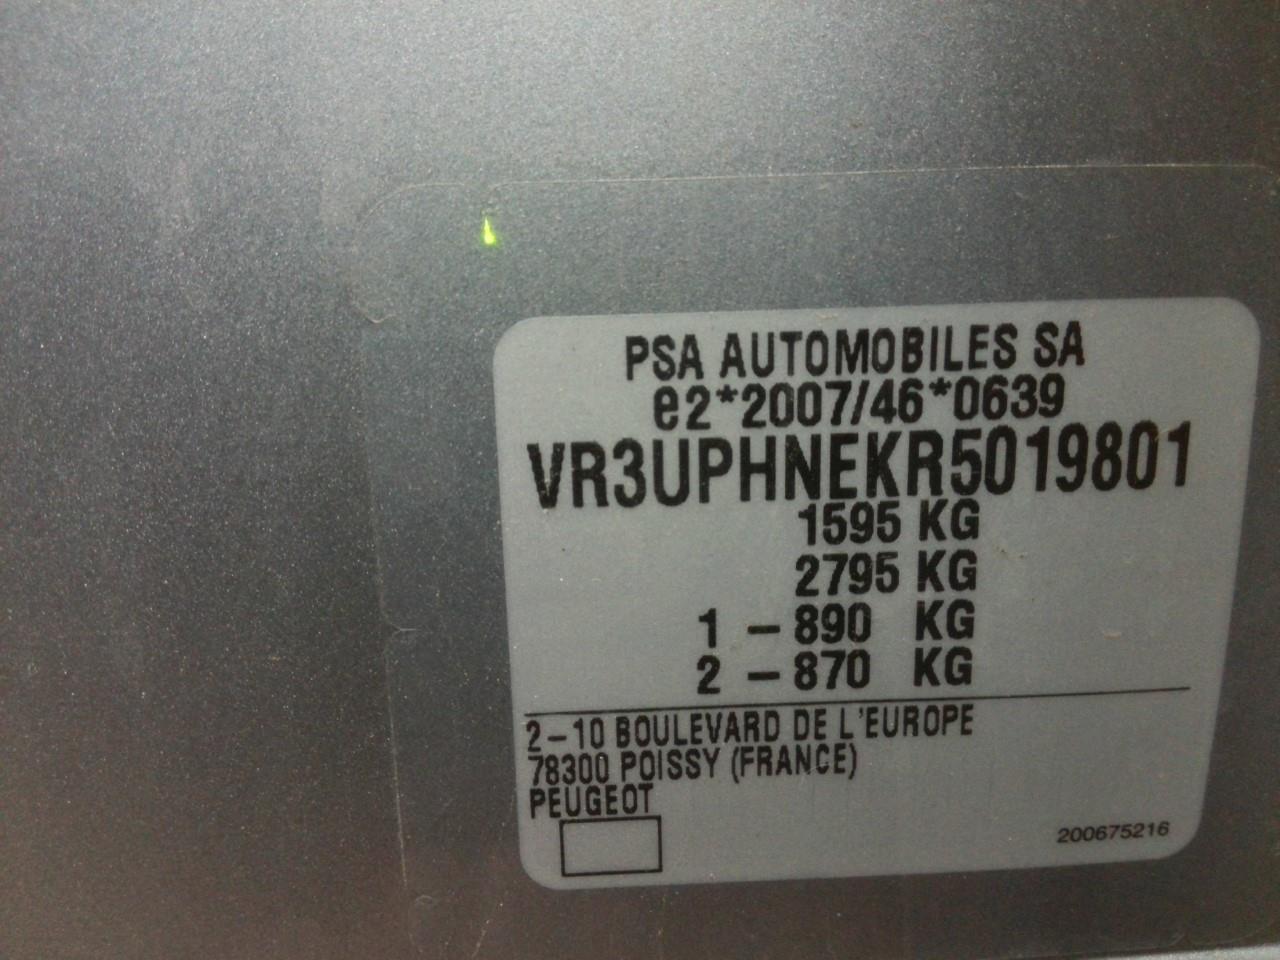 PSA AUTOMOBILES SA
e2*2007/46*0639
VR3UPHNEKR5019801
1595 KG
2795 KG
1 – 890 KG
2 – 870 KG
2–10 BOULEVARD DE L'EUROPE
78300 POISSY (FRANCE)
PEUGEOT
200675216